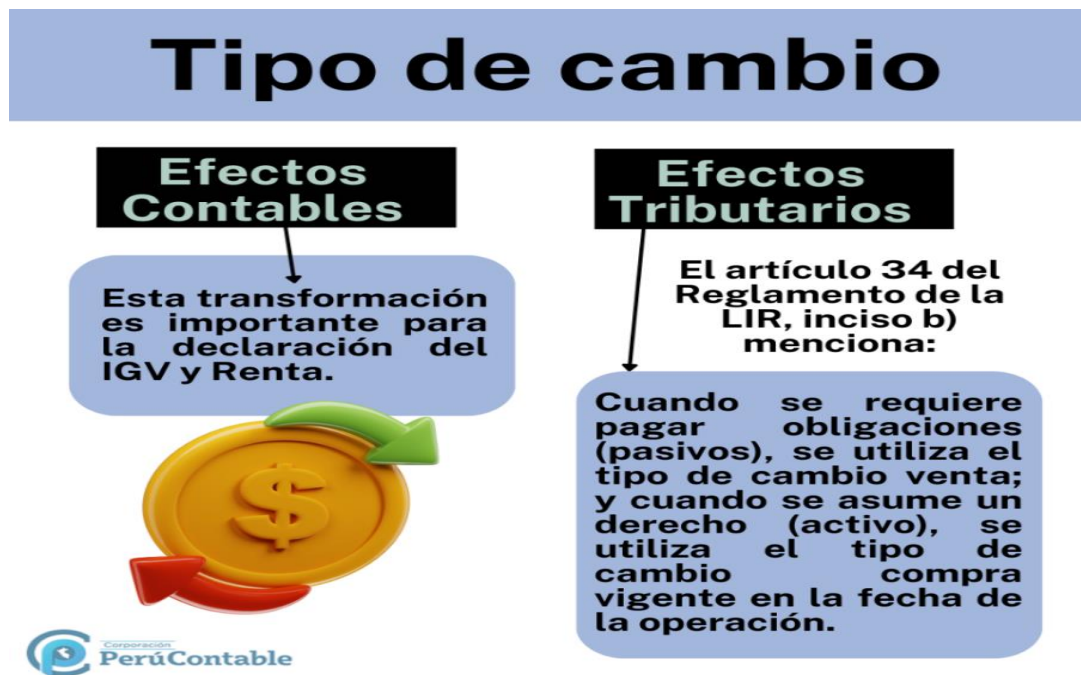 Tipo de cambio
Efectos
Contables
Esta transformación
es importante para
la declaración del
IGV y Renta.
Efectos
Tributarios
El artículo 34 del
Reglamento de la
LIR, inciso b)
menciona:
Cuando se requiere
pagar obligaciones
(pasivos), se utiliza el
tipo de cambio venta;
y cuando se asume un
derecho (activo), se
utiliza el tipo de
cambio compra
vigente en la fecha de
la operación.
$
Corporación
PerúContable